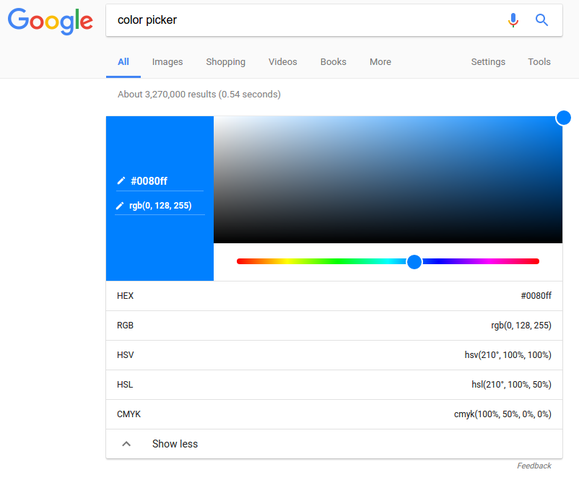 Google color picker
All Images Shopping Videos Books More Settings Tools
About 3,270,000 results (0.54 seconds)
#0080ff
rgb(0, 128, 255)
HEX #0080ff
RGB rgb(0, 128, 255)
HSV hsv(210°, 100%, 100%)
HSL hsl(210°, 100%, 50%)
CMYK cmyk(100%, 50%, 0%, 0%)
Show less
Feedback